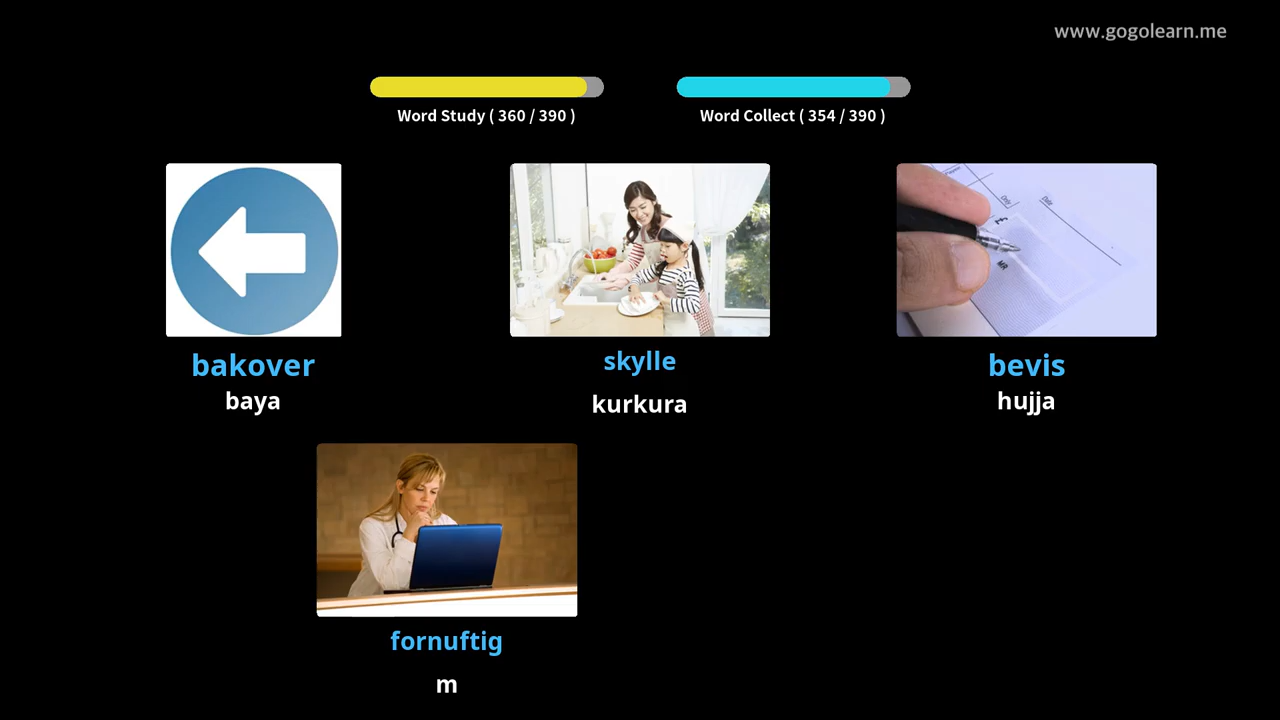 www.gogolearn.me
Word Study ( 360 / 390 )
Word Collect ( 354 / 390 )
bakover
baya
skylle
kurkura
bevis
hujja
fornuftig
m